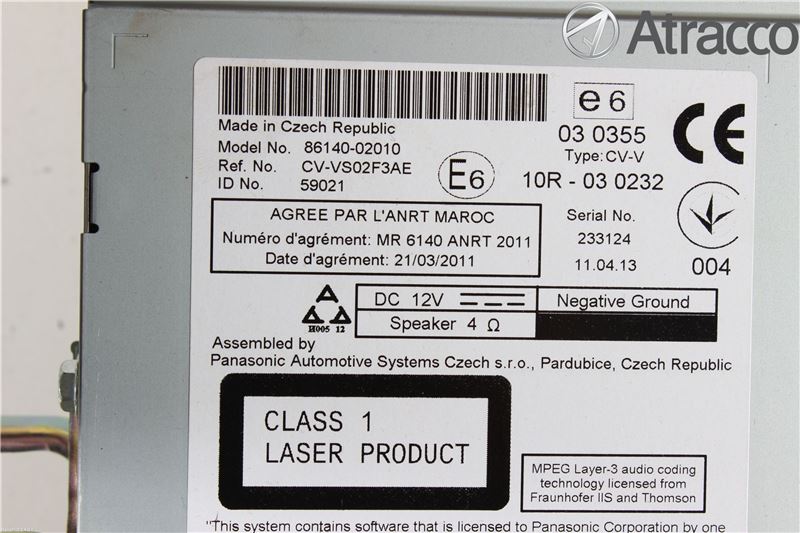 Atracco
Made in Czech Republic
Model No. 86140-02010
Ref. No. CV-VS02F3AE
ID No. 59021
E6
e6
03 0355
Type:CV-V
10R - 03 0232
CE
AGREE PAR L'ANRT MAROC
Numéro d'agrément: MR 6140 ANRT 2011
Date d'agrément: 21/03/2011
Serial No.
233124
11.04.13
004
H005 12
DC 12V
Negative Ground
Speaker 4 Ω
Assembled by
Panasonic Automotive Systems Czech s.r.o., Pardubice, Czech Republic
CLASS 1
LASER PRODUCT
MPEG Layer-3 audio coding
technology licensed from
Fraunhofer IIS and Thomson
"This system contains software that is licensed to Panasonic Corporation by one